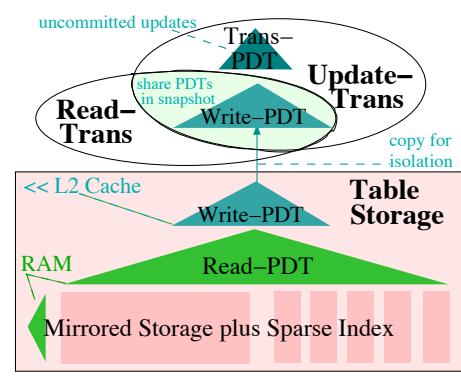 uncommitted updates
Trans–
PDT
Update–
Trans
share PDTs
in snapshot
Read–
Trans
Write–PDT
copy for
isolation
<< L2 Cache
Table
Storage
Write–PDT
RAM
Read–PDT
Mirrored Storage plus Sparse Index